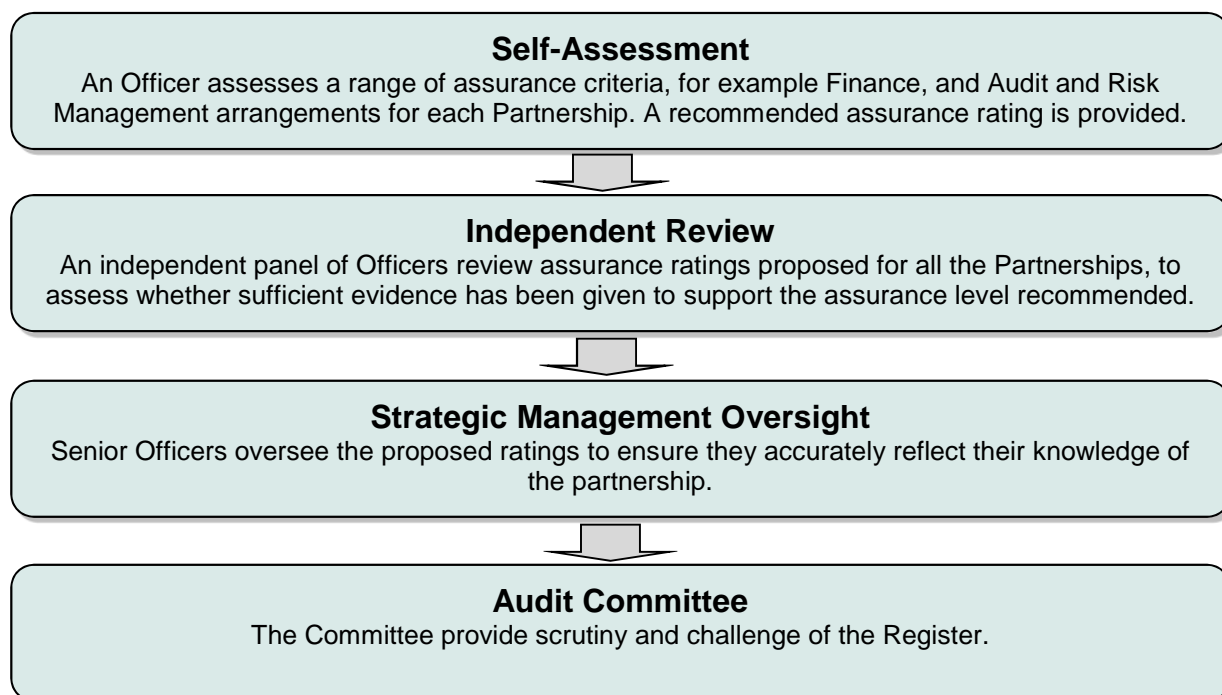 Self-Assessment
An Officer assesses a range of assurance criteria, for example Finance, and Audit and Risk
Management arrangements for each Partnership. A recommended assurance rating is provided.
Independent Review
An independent panel of Officers review assurance ratings proposed for all the Partnerships, to
assess whether sufficient evidence has been given to support the assurance level recommended.
Strategic Management Oversight
Senior Officers oversee the proposed ratings to ensure they accurately reflect their knowledge of
the partnership.
Audit Committee
The Committee provide scrutiny and challenge of the Register.